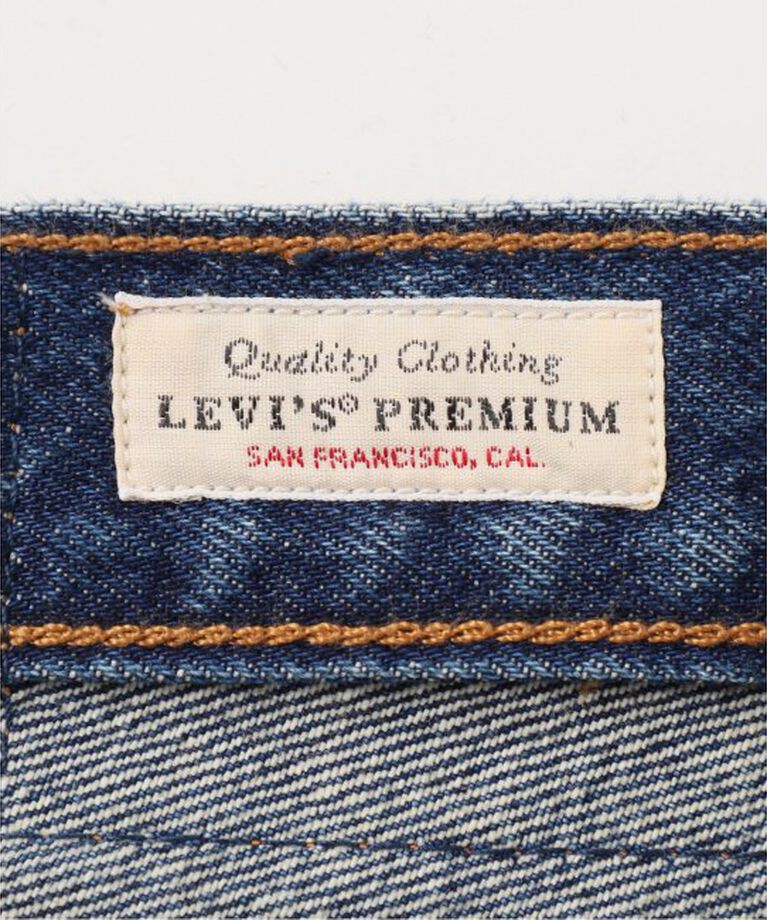 Quality Clothing
LEVI'S® PREMIUM
SAN FRANCISCO, CAL.